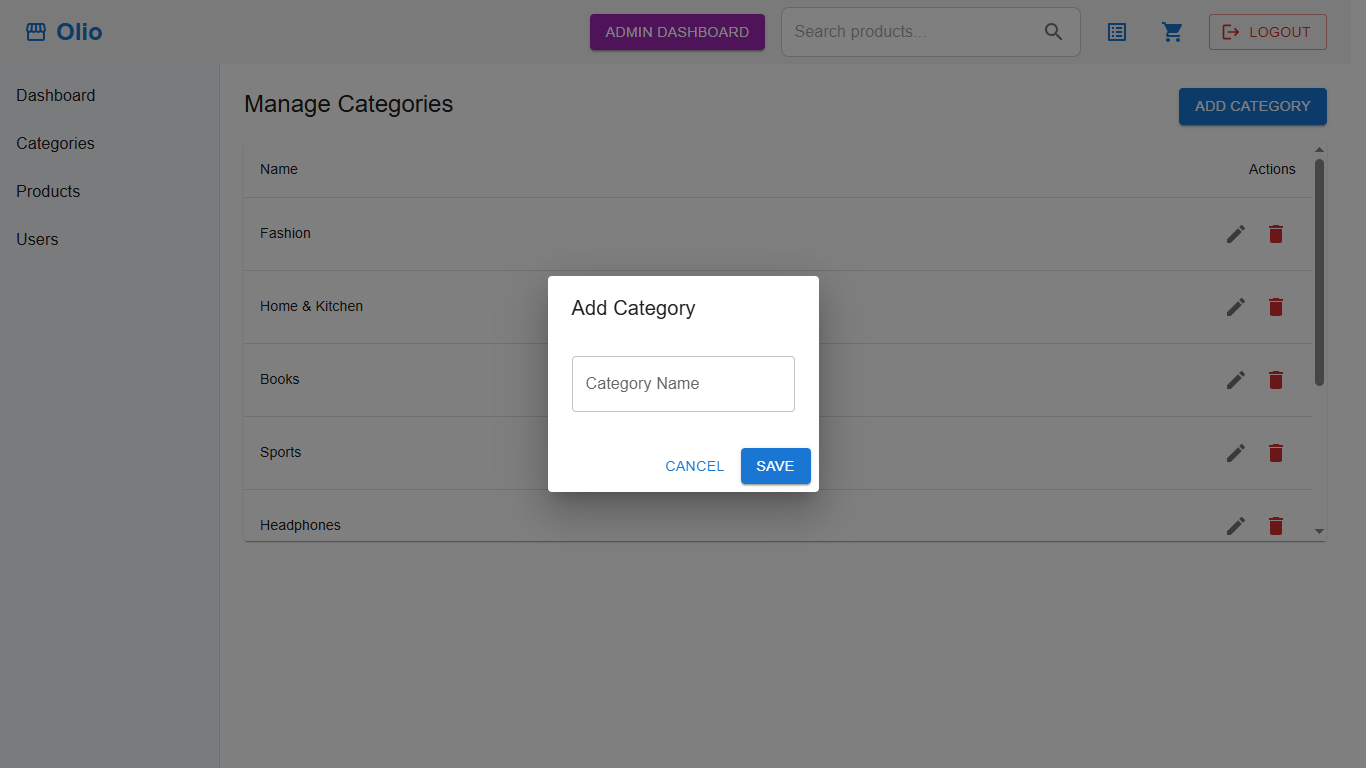 Olio
ADMIN DASHBOARD
Search products...
LOGOUT
Dashboard
Categories
Products
Users
Manage Categories
ADD CATEGORY
Name
Actions
Fashion
Home & Kitchen
Books
Sports
Headphones
Add Category
Category Name
CANCEL
SAVE